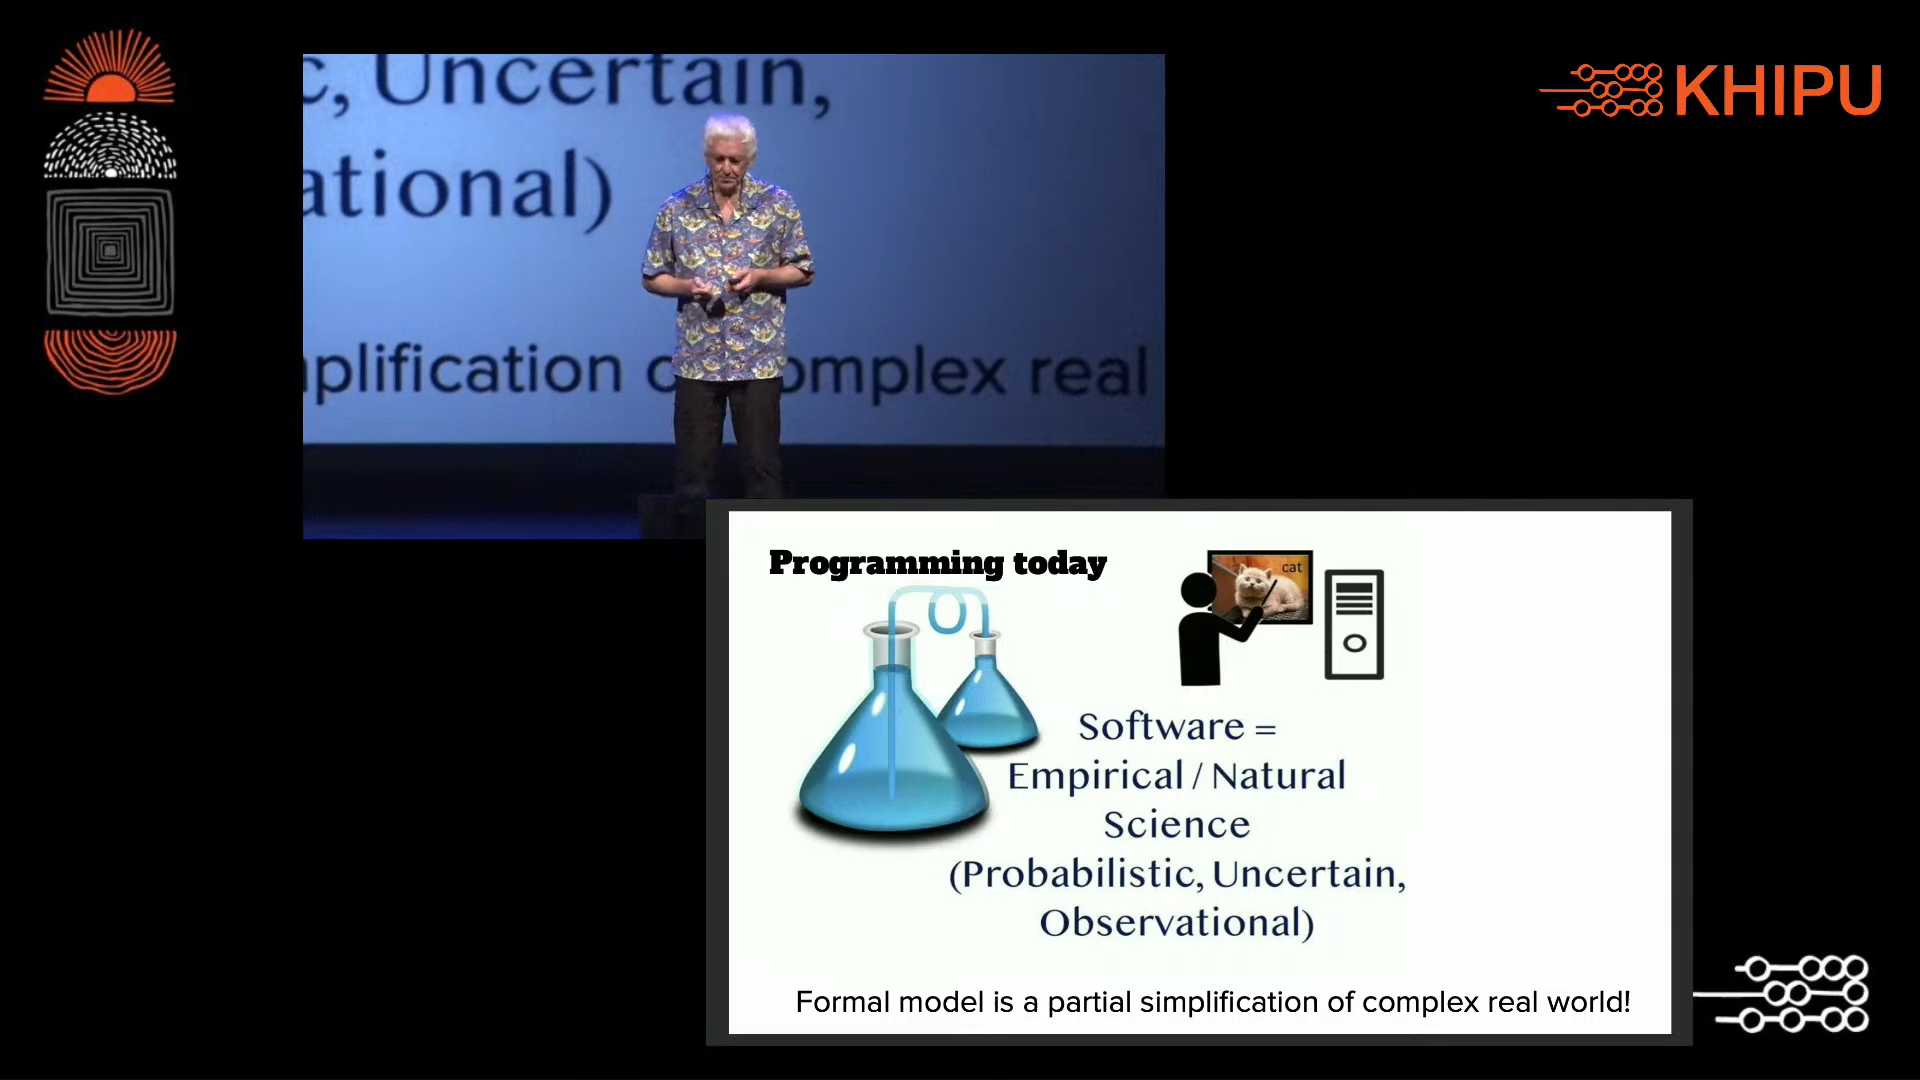 KHIPU
c, Uncertain,
ational)
plification
omplex real
Programming today
cat
Software =
Empirical / Natural
Science
(Probabilistic, Uncertain,
Observational)
Formal model is a partial simplification of complex real world!